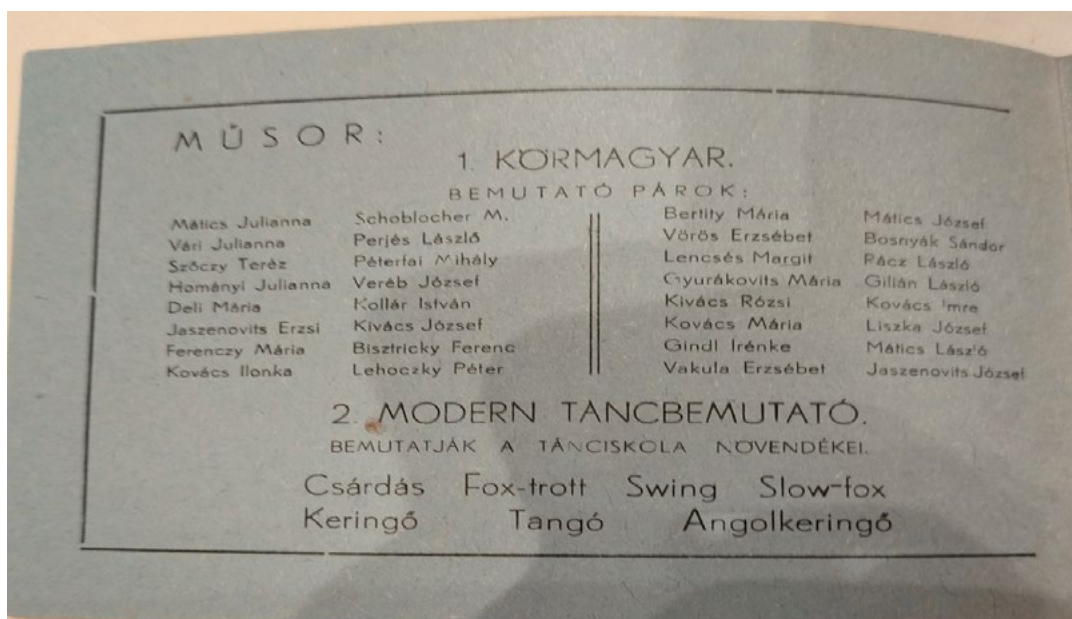 MŰSOR:
1. KÖRMAGYAR.
BEMUTATÓ PÁROK:
Mátics Julianna Schoblocher M. Bertity Mária Mátics József
Vári Julianna Perjés László Vörös Erzsébet Bosnyák Sándor
Szőczy Teréz Péterfai Mihály Lencsés Margit Rácz László
Hományi Julianna Veréb József Gyurákovits Mária Gilián László
Deli Mária Kollár István Kivács Rózsi Kovács Imre
Jaszenovits Erzsi Kivács József Kovács Mária Liszka József
Ferenczy Mária Bisztricky Ferenc Gindl Irénke Mátics László
Kovács Ilonka Lehoczky Péter Vakula Erzsébet Jaszenovits József
2. MODERN TÁNCBEMUTATÓ.
BEMUTATJÁK A TÁNCISKOLA NÖVENDÉKEI.
Csárdás Fox-trott Swing Slow-fox
Keringő Tangó Angolkeringő